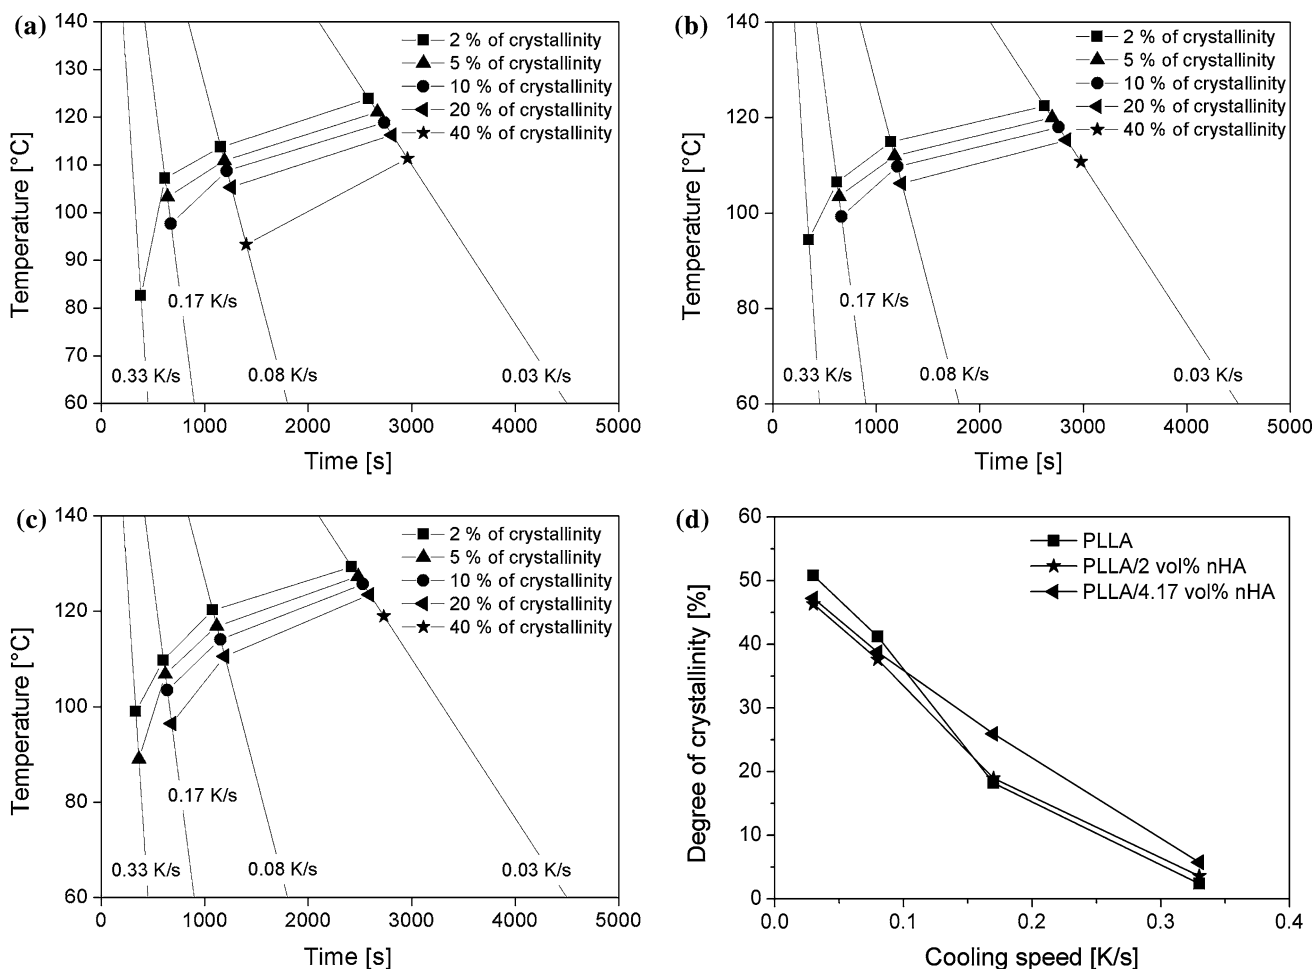 (a)
140
130
120
110
100
90
80
70
60
Temperature [°C]
2 % of crystallinity
5 % of crystallinity
10 % of crystallinity
20 % of crystallinity
40 % of crystallinity
0.17 K/s
0.33 K/s
0.08 K/s
0.03 K/s
0 1000 2000 3000 4000 5000
Time [s]
(b)
140
120
100
80
60
Temperature [°C]
2 % of crystallinity
5 % of crystallinity
10 % of crystallinity
20 % of crystallinity
40 % of crystallinity
0.17 K/s
0.33 K/s
0.08 K/s
0.03 K/s
0 1000 2000 3000 4000 5000
Time [s]
(c)
140
120
100
80
60
Temperature [°C]
2 % of crystallinity
5 % of crystallinity
10 % of crystallinity
20 % of crystallinity
40 % of crystallinity
0.17 K/s
0.33 K/s
0.08 K/s
0.03 K/s
0 1000 2000 3000 4000 5000
Time [s]
(d)
60
50
40
30
20
10
0
Degree of crystallinity [%]
PLLA
PLLA/2 vol% nHA
PLLA/4.17 vol% nHA
0.0 0.1 0.2 0.3 0.4
Cooling speed [K/s]